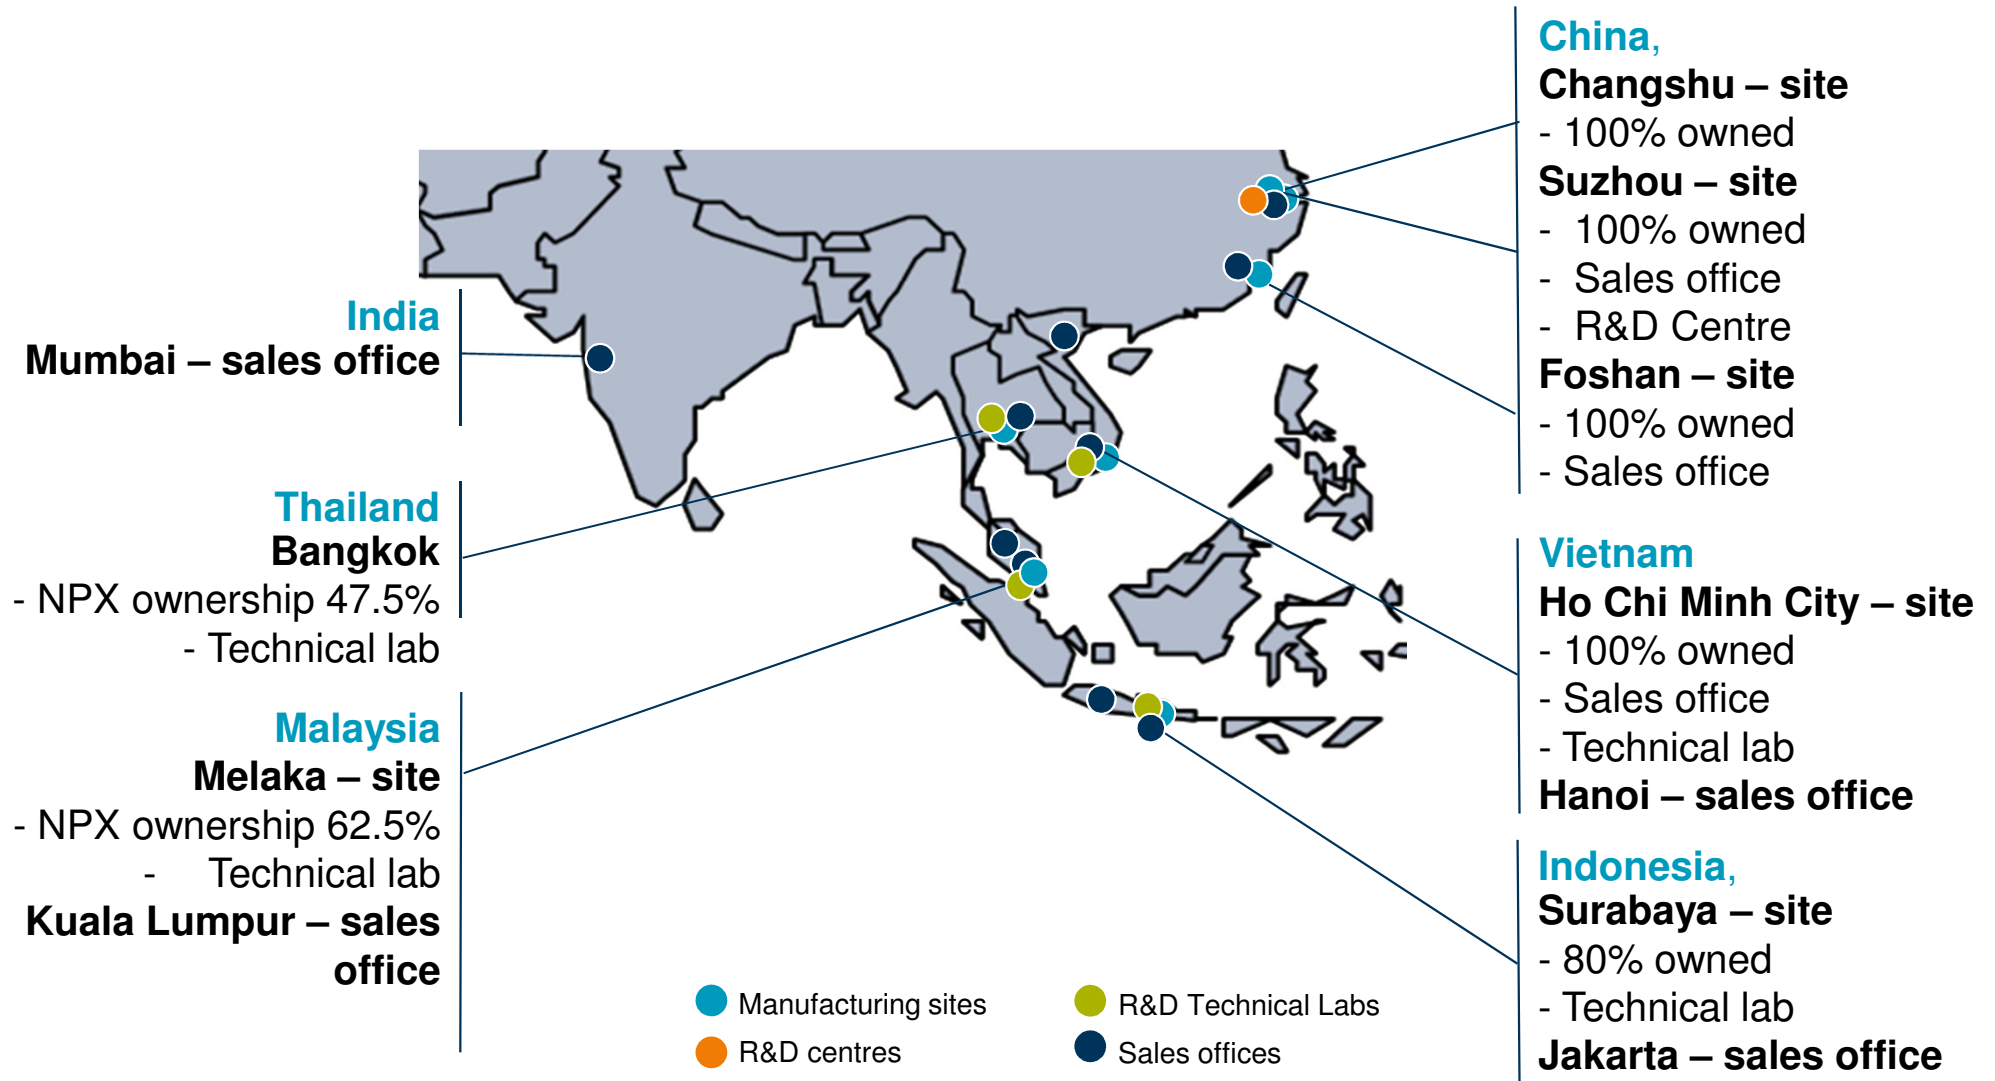 India
Mumbai – sales office
Thailand
Bangkok
- NPX ownership 47.5%
- Technical lab
Malaysia
Melaka – site
- NPX ownership 62.5%
- Technical lab
Kuala Lumpur – sales
office
China,
Changshu – site
- 100% owned
Suzhou – site
- 100% owned
- Sales office
- R&D Centre
Foshan – site
- 100% owned
- Sales office
Vietnam
Ho Chi Minh City – site
- 100% owned
- Sales office
- Technical lab
Hanoi – sales office
Indonesia,
Surabaya – site
- 80% owned
- Technical lab
Jakarta – sales office
Manufacturing sites
R&D centres
R&D Technical Labs
Sales offices